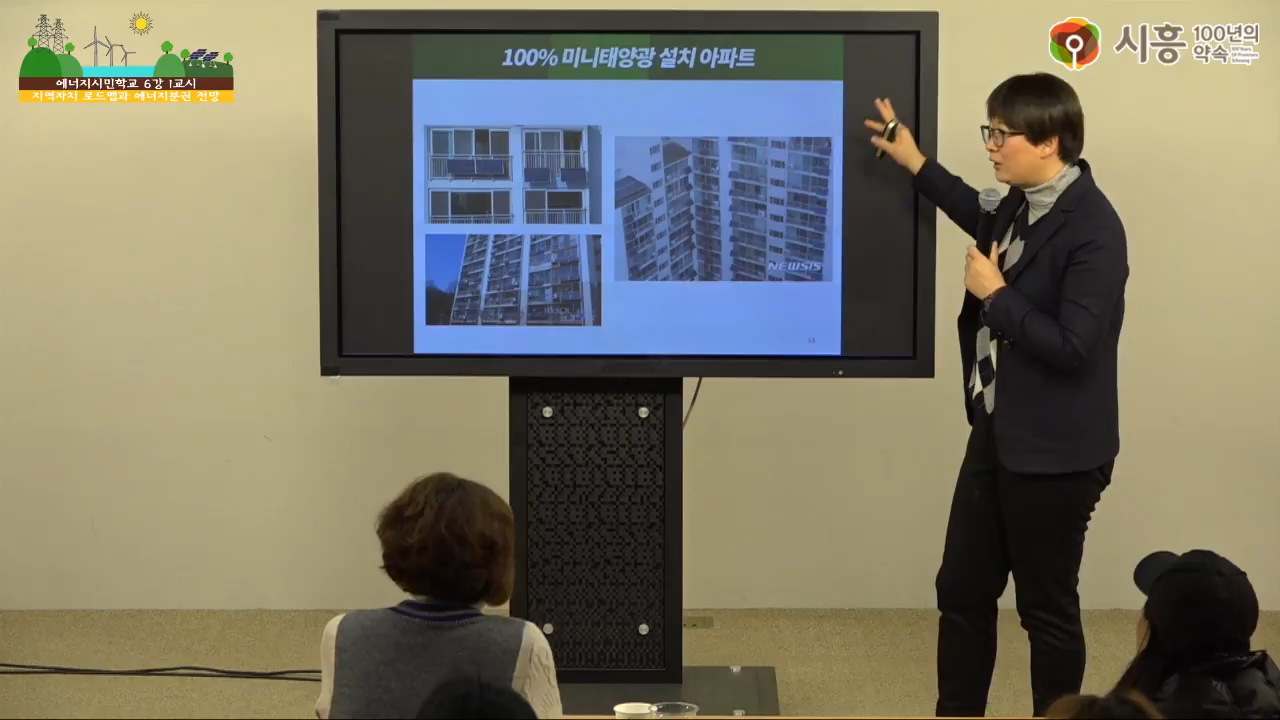 에너지시민학교 6강 1교시
지역자치 로드맵과 에너지분권 전망
100% 미니태양광 설치 아파트
NEWSIS
53
시흥
100년의
약속